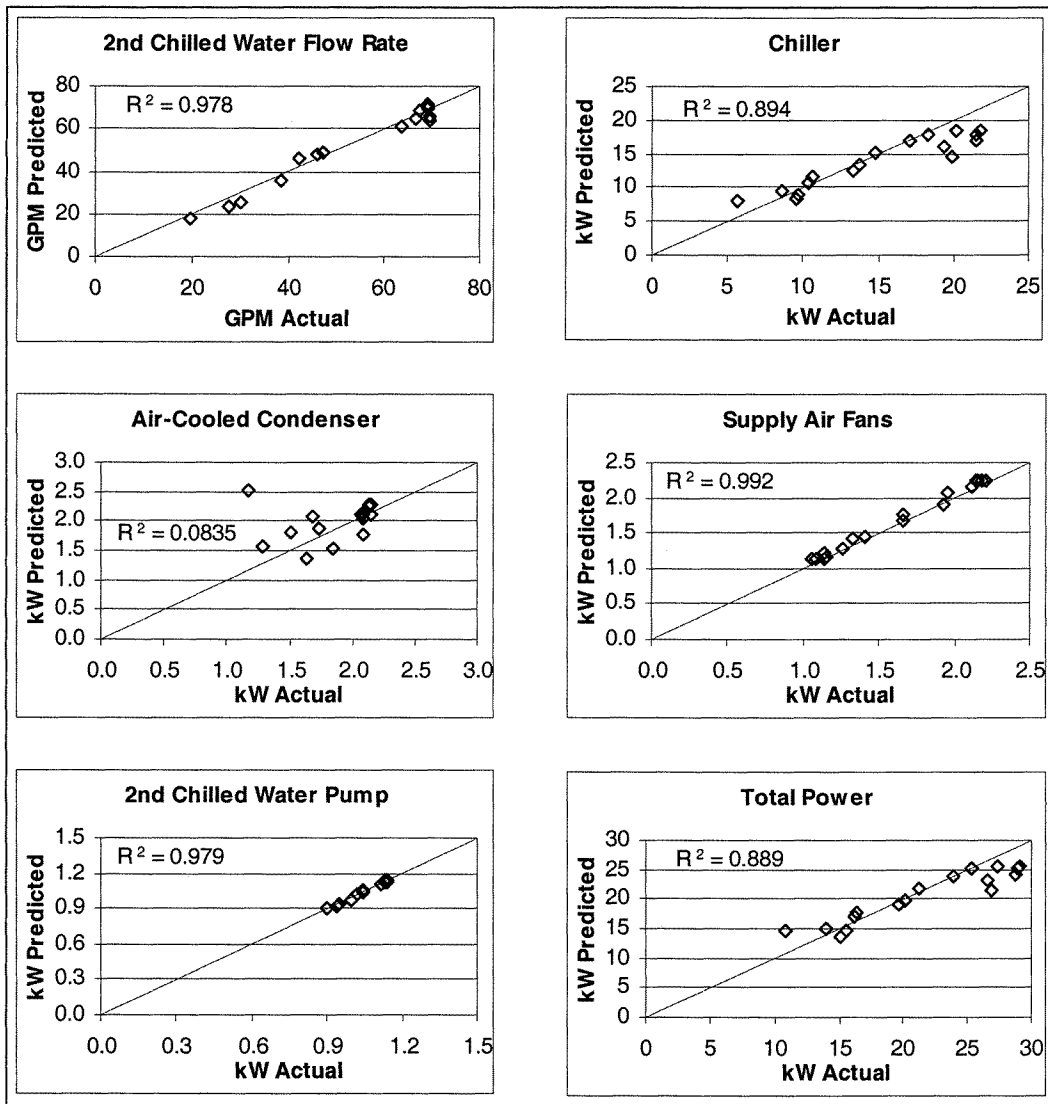 2nd Chilled Water Flow Rate
R² = 0.978
GPM Predicted
80
60
40
20
0
0 20 40 60 80
GPM Actual
Chiller
R² = 0.894
kW Predicted
25
20
15
10
5
0
0 5 10 15 20 25
kW Actual
Air-Cooled Condenser
R² = 0.0835
kW Predicted
3.0
2.5
2.0
1.5
1.0
0.5
0.0
0.0 0.5 1.0 1.5 2.0 2.5 3.0
kW Actual
Supply Air Fans
R² = 0.992
kW Predicted
2.5
2.0
1.5
1.0
0.5
0.0
0.0 0.5 1.0 1.5 2.0 2.5
kW Actual
2nd Chilled Water Pump
R² = 0.979
kW Predicted
1.5
1.2
0.9
0.6
0.3
0.0
0.0 0.3 0.6 0.9 1.2 1.5
kW Actual
Total Power
R² = 0.889
kW Predicted
30
25
20
15
10
5
0
0 5 10 15 20 25 30
kW Actual